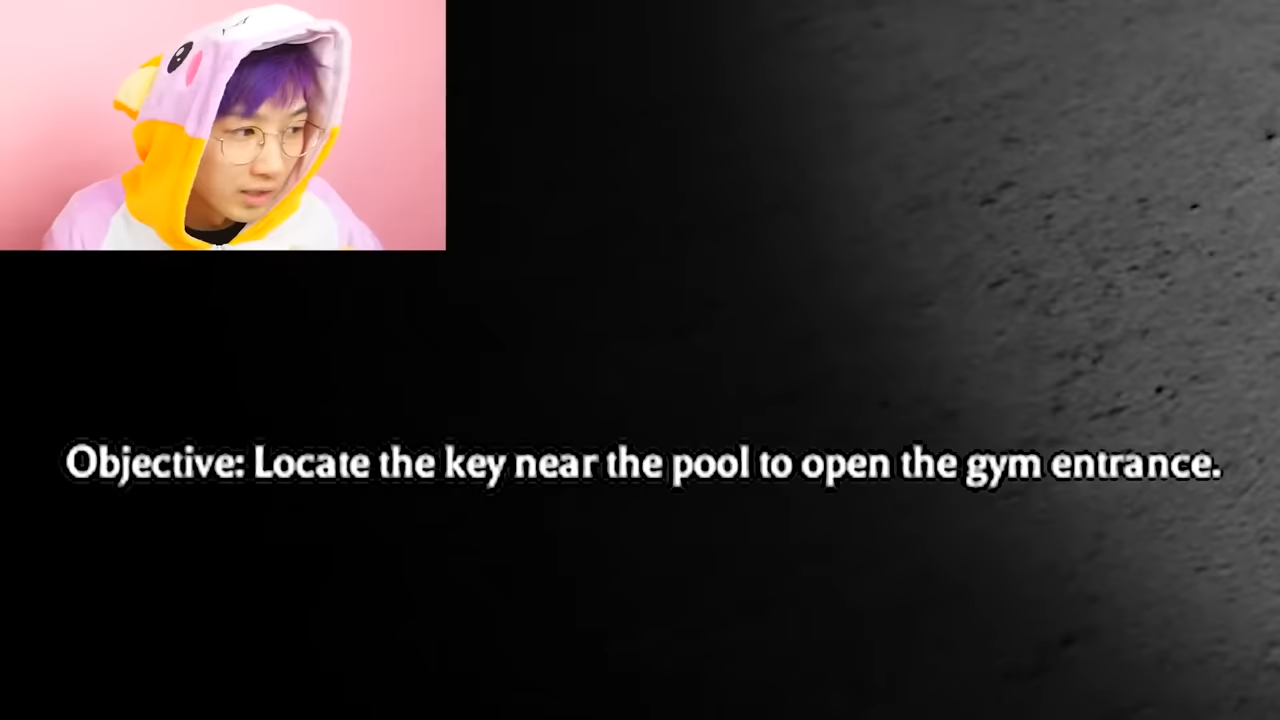 Objective: Locate the key near the pool to open the gym entrance.